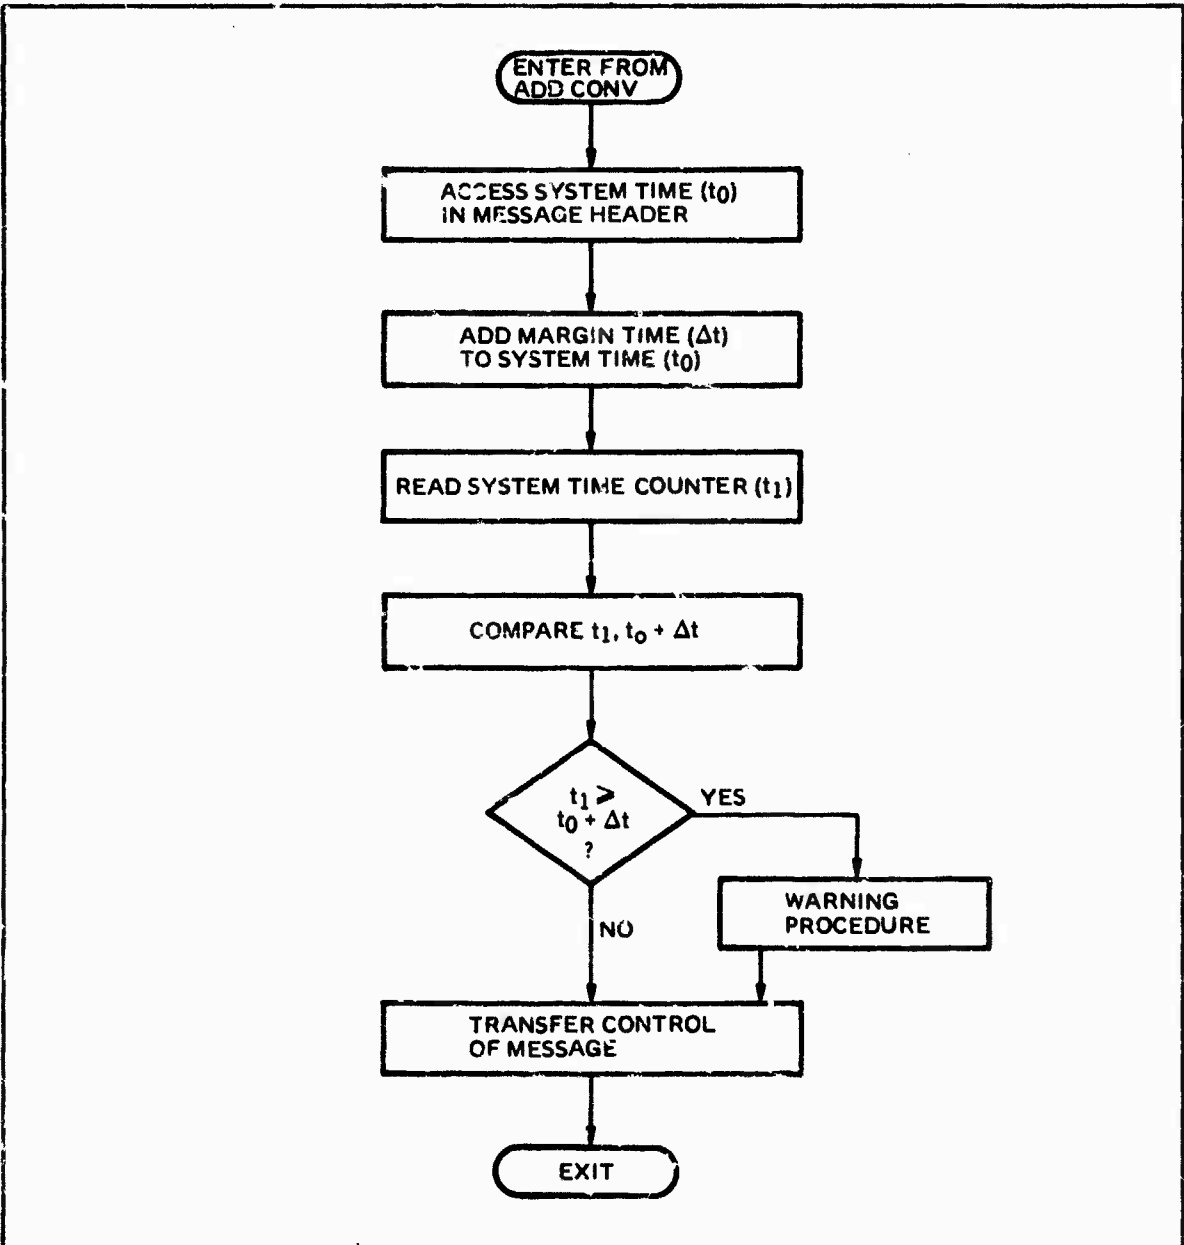 ENTER FROM
ADD CONV
ACCESS SYSTEM TIME (t0)
IN MESSAGE HEADER
ADD MARGIN TIME (Δt)
TO SYSTEM TIME (t0)
READ SYSTEM TIME COUNTER (t1)
COMPARE t1, to + Δt
t1 ⩾
t0 + Δt
?
YES
WARNING
PROCEDURE
NO
TRANSFER CONTROL
OF MESSAGE
EXIT